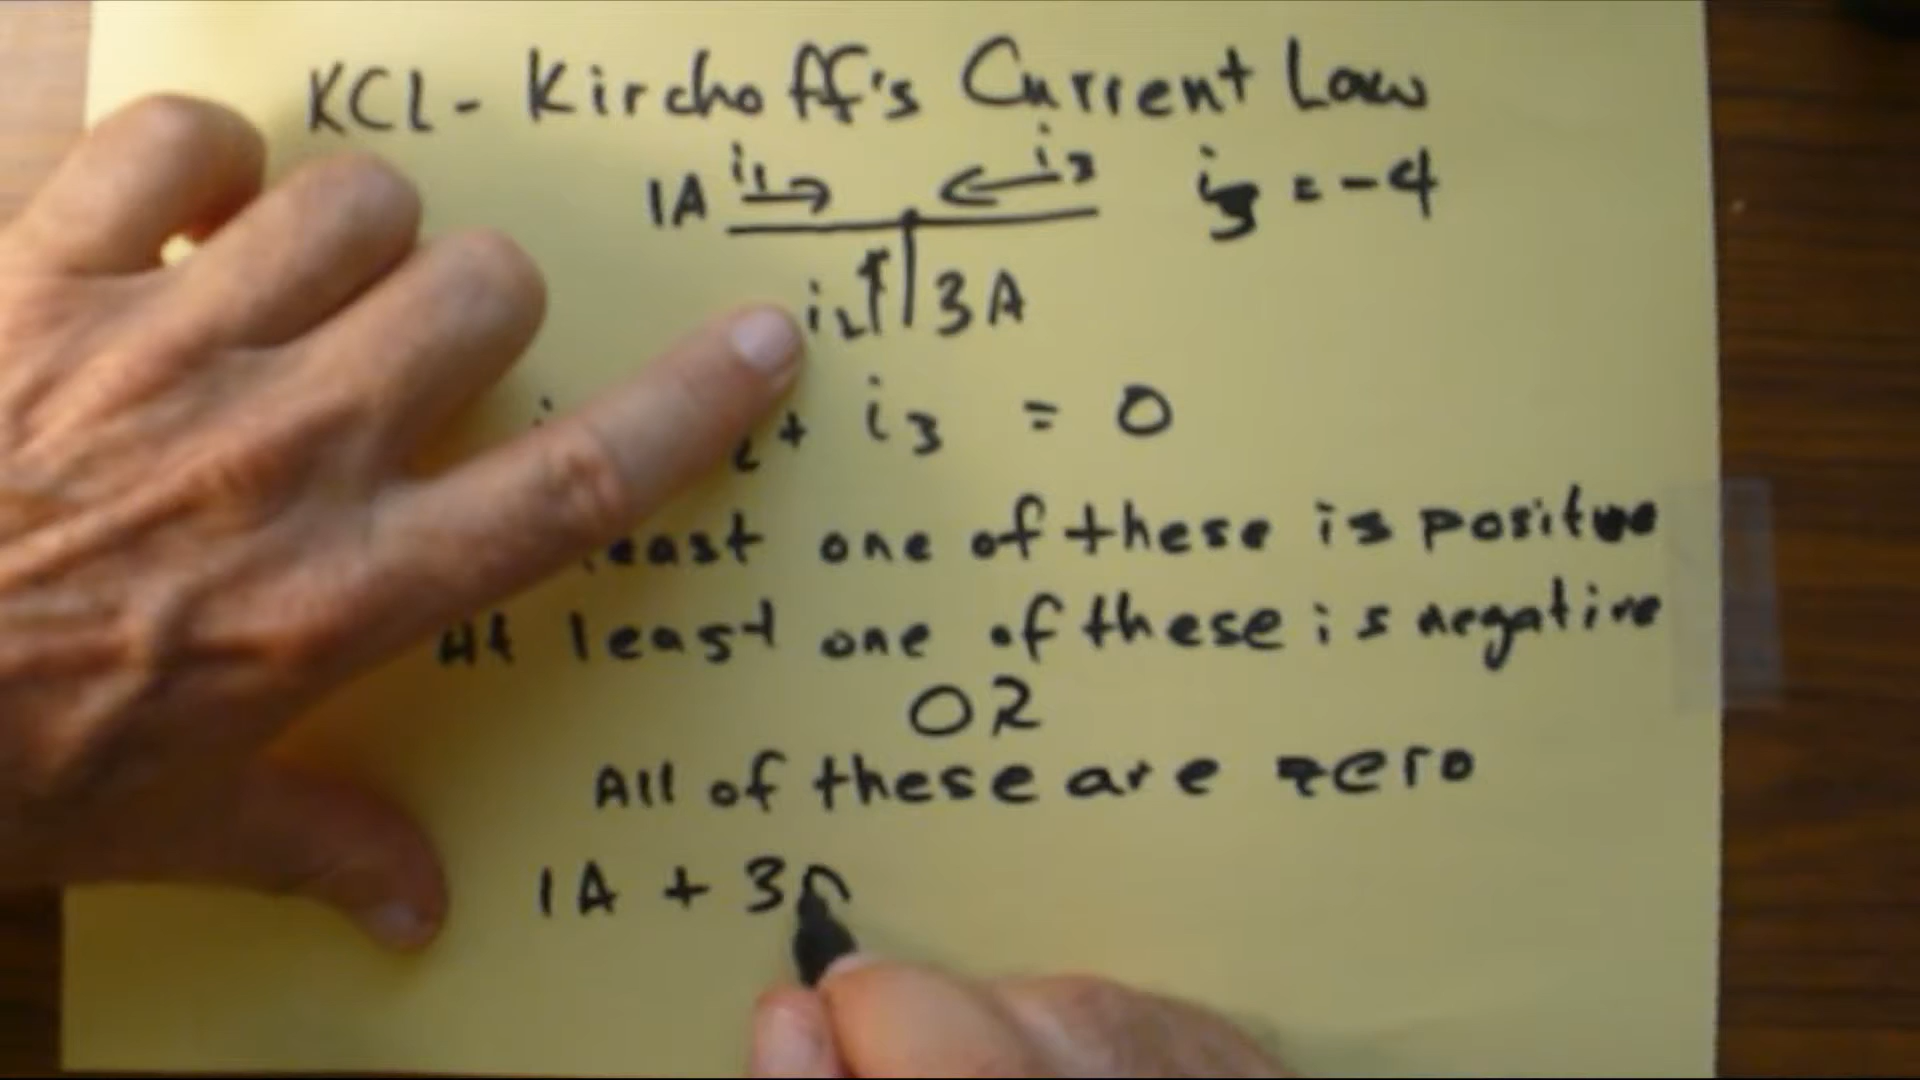 KCL - Kirchoff's Current Law
1A i1 → ← i3 i3 = -4
i2 ↑ 3A
+ i3 = 0
least one of these is positive
At least one of these is negative
OR
All of these are zero
1A + 3